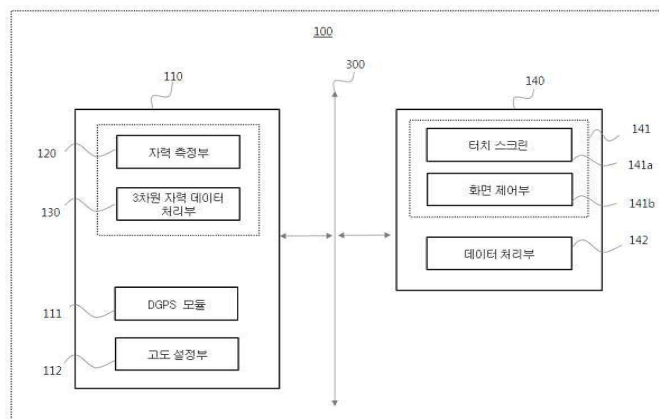 100
110
300
140
120
자력 측정부
130
3차원 자력 데이터
처리부
111
DGPS 모듈
112
고도 설정부
터치 스크린
141
141a
화면 제어부
141b
데이터 처리부
142